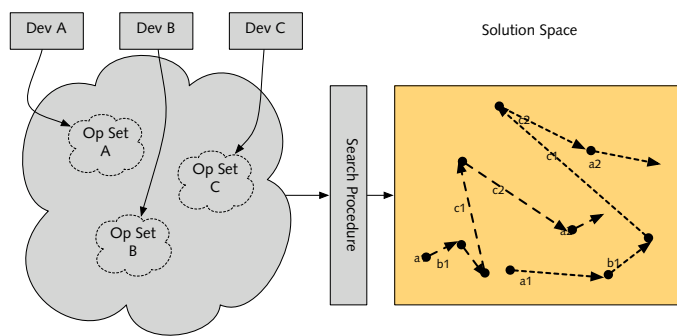 Dev A
Dev B
Dev C
Solution Space
Op Set
A
Op Set
C
Op Set
B
Search Procedure
c2
c1
a2
c2
c1
b1
a1
b1